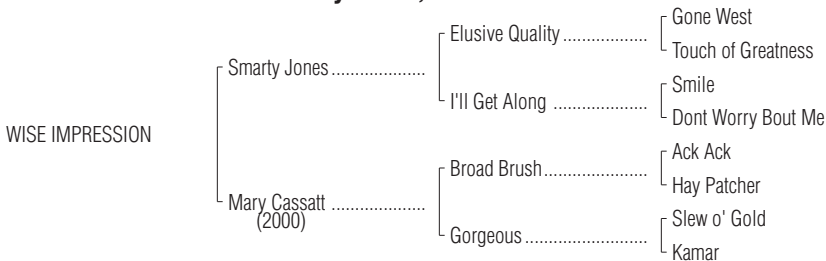 Gone West
Elusive Quality ..................
Touch of Greatness
Smarty Jones ....................
Smile
I'll Get Along ....................
Dont Worry Bout Me
WISE IMPRESSION
Ack Ack
Broad Brush ......................
Hay Patcher
Mary Cassatt ....................
(2000)
Slew o' Gold
Gorgeous ..........................
Kamar